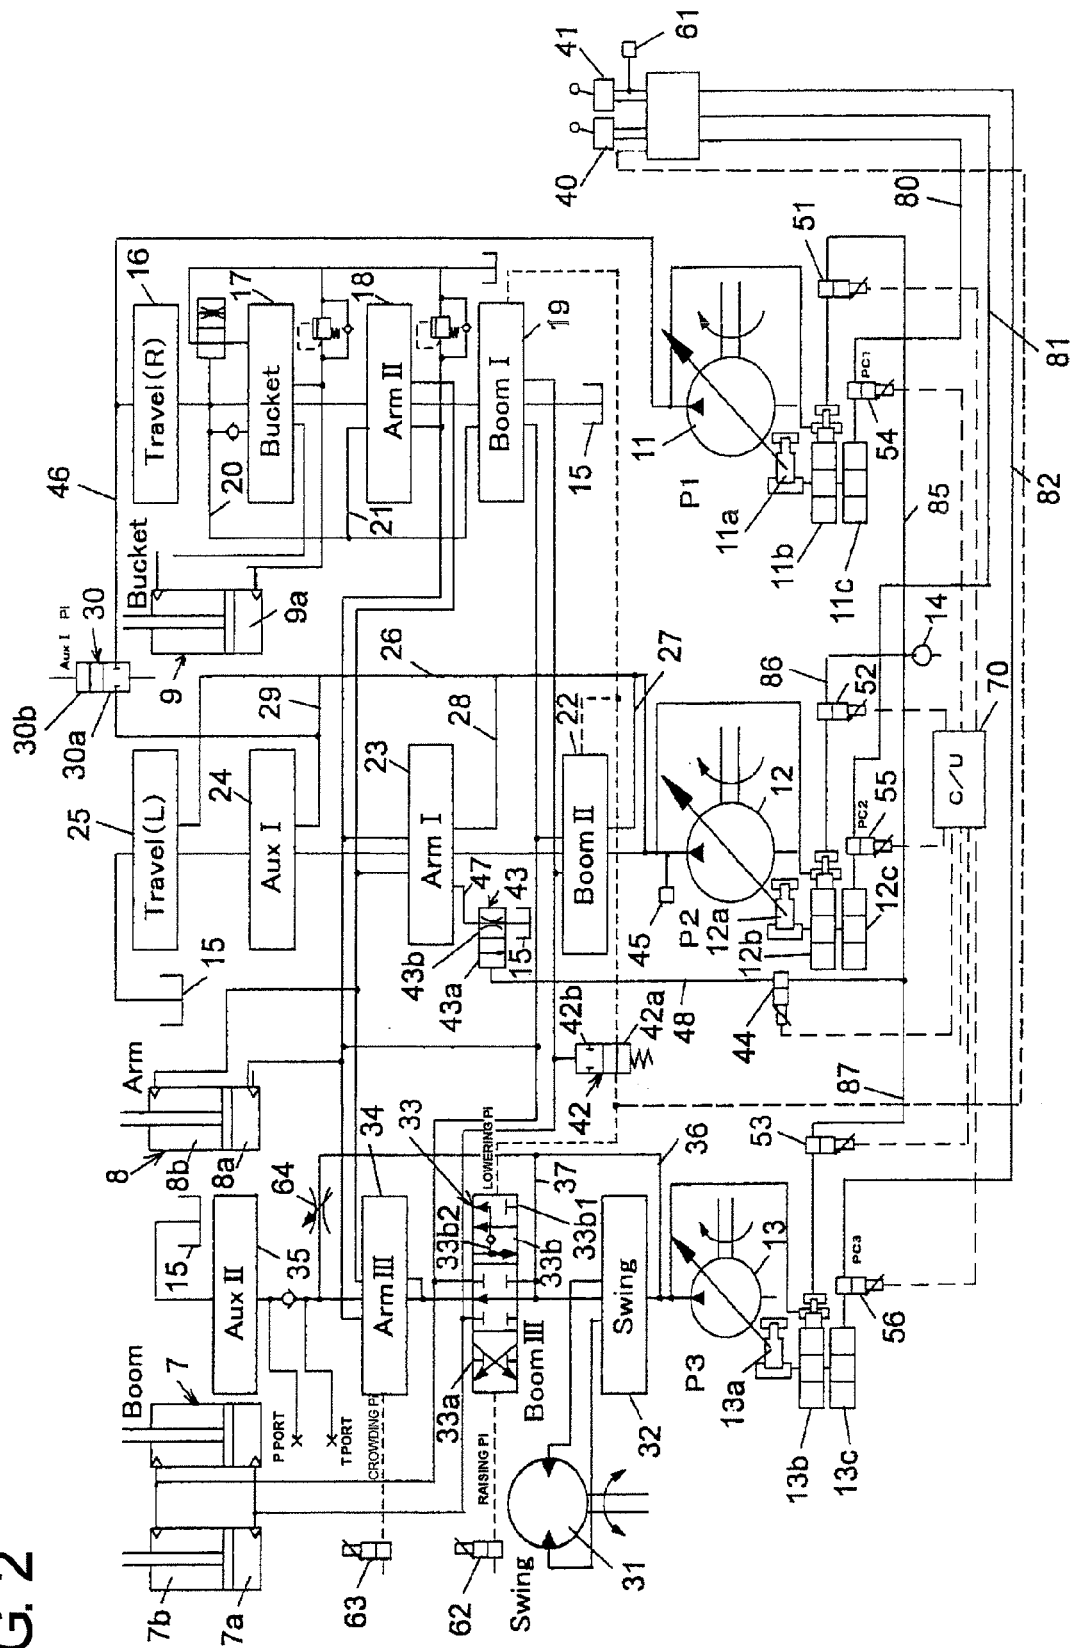 G. 2
Boom
7
7b
7a
P PORT
T PORT
15
Aux II
35
64
Arm
8
8b
8a
15
Travel(L)
25
Aux I
24
30b
30a
30
Aux I Pi
46
29
26
9
Bucket
9a
Travel(R)
16
20
Bucket
17
Arm II
18
21
Boom I
19
15
63
CROWDING Pi
Arm III
34
33
62
RAISING Pi
33a
Boom III
33b2
33b
33b1
LOWERING Pi
37
36
42
42b
42a
Arm I
23
28
47
43
43b
43a
15
48
Boom II
22
27
45
Swing
31
Swing
32
P3
13
13a
13b
13c
PC3
56
53
87
44
P2
12
12a
12b
12c
PC2
55
52
86
14
C/U
70
85
P1
11
11a
11b
11c
PC1
54
51
40
41
61
80
81
82